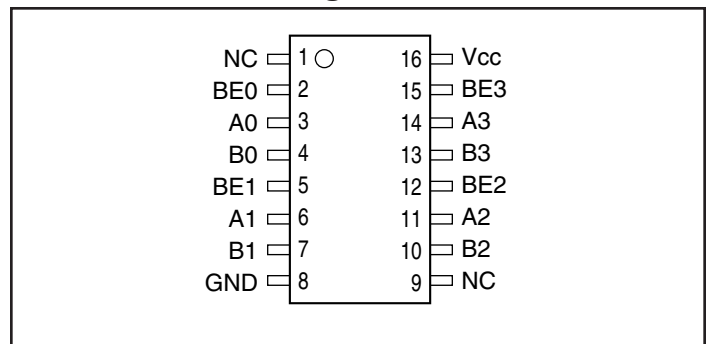 NC 1 16 Vcc
BE0 2 15 BE3
A0 3 14 A3
B0 4 13 B3
BE1 5 12 BE2
A1 6 11 A2
B1 7 10 B2
GND 8 9 NC